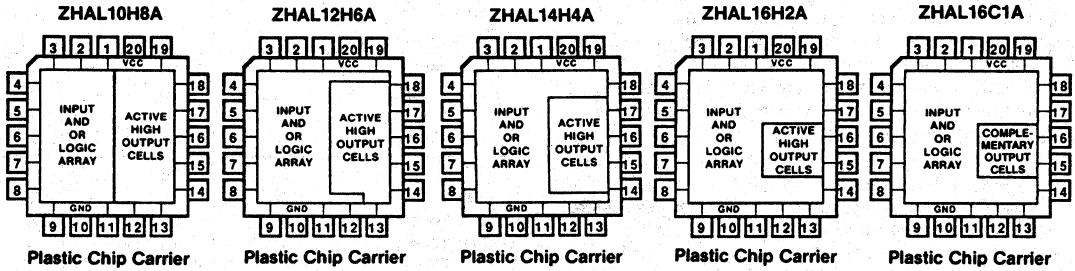 ZHAL10H8A
3 2 1 20 19
VCC
4 18
5 17
6 16
7 15
8 14
INPUT
AND
OR
LOGIC
ARRAY
ACTIVE
HIGH
OUTPUT
CELLS
GND
9 10 11 12 13
Plastic Chip Carrier
ZHAL12H6A
3 2 1 20 19
VCC
4 18
5 17
6 16
7 15
8 14
INPUT
AND
OR
LOGIC
ARRAY
ACTIVE
HIGH
OUTPUT
CELLS
GND
9 10 11 12 13
Plastic Chip Carrier
ZHAL14H4A
3 2 1 20 19
VCC
4 18
5 17
6 16
7 15
8 14
INPUT
AND
OR
LOGIC
ARRAY
ACTIVE
HIGH
OUTPUT
CELLS
GND
9 10 11 12 13
Plastic Chip Carrier
ZHAL16H2A
3 2 1 20 19
VCC
4 18
5 17
6 16
7 15
8 14
INPUT
AND
OR
LOGIC
ARRAY
ACTIVE
HIGH
OUTPUT
CELLS
GND
9 10 11 12 13
Plastic Chip Carrier
ZHAL16C1A
3 2 1 20 19
VCC
4 18
5 17
6 16
7 15
8 14
INPUT
AND
OR
LOGIC
ARRAY
COMPLE-
MENTARY
OUTPUT
CELLS
GND
9 10 11 12 13
Plastic Chip Carrier